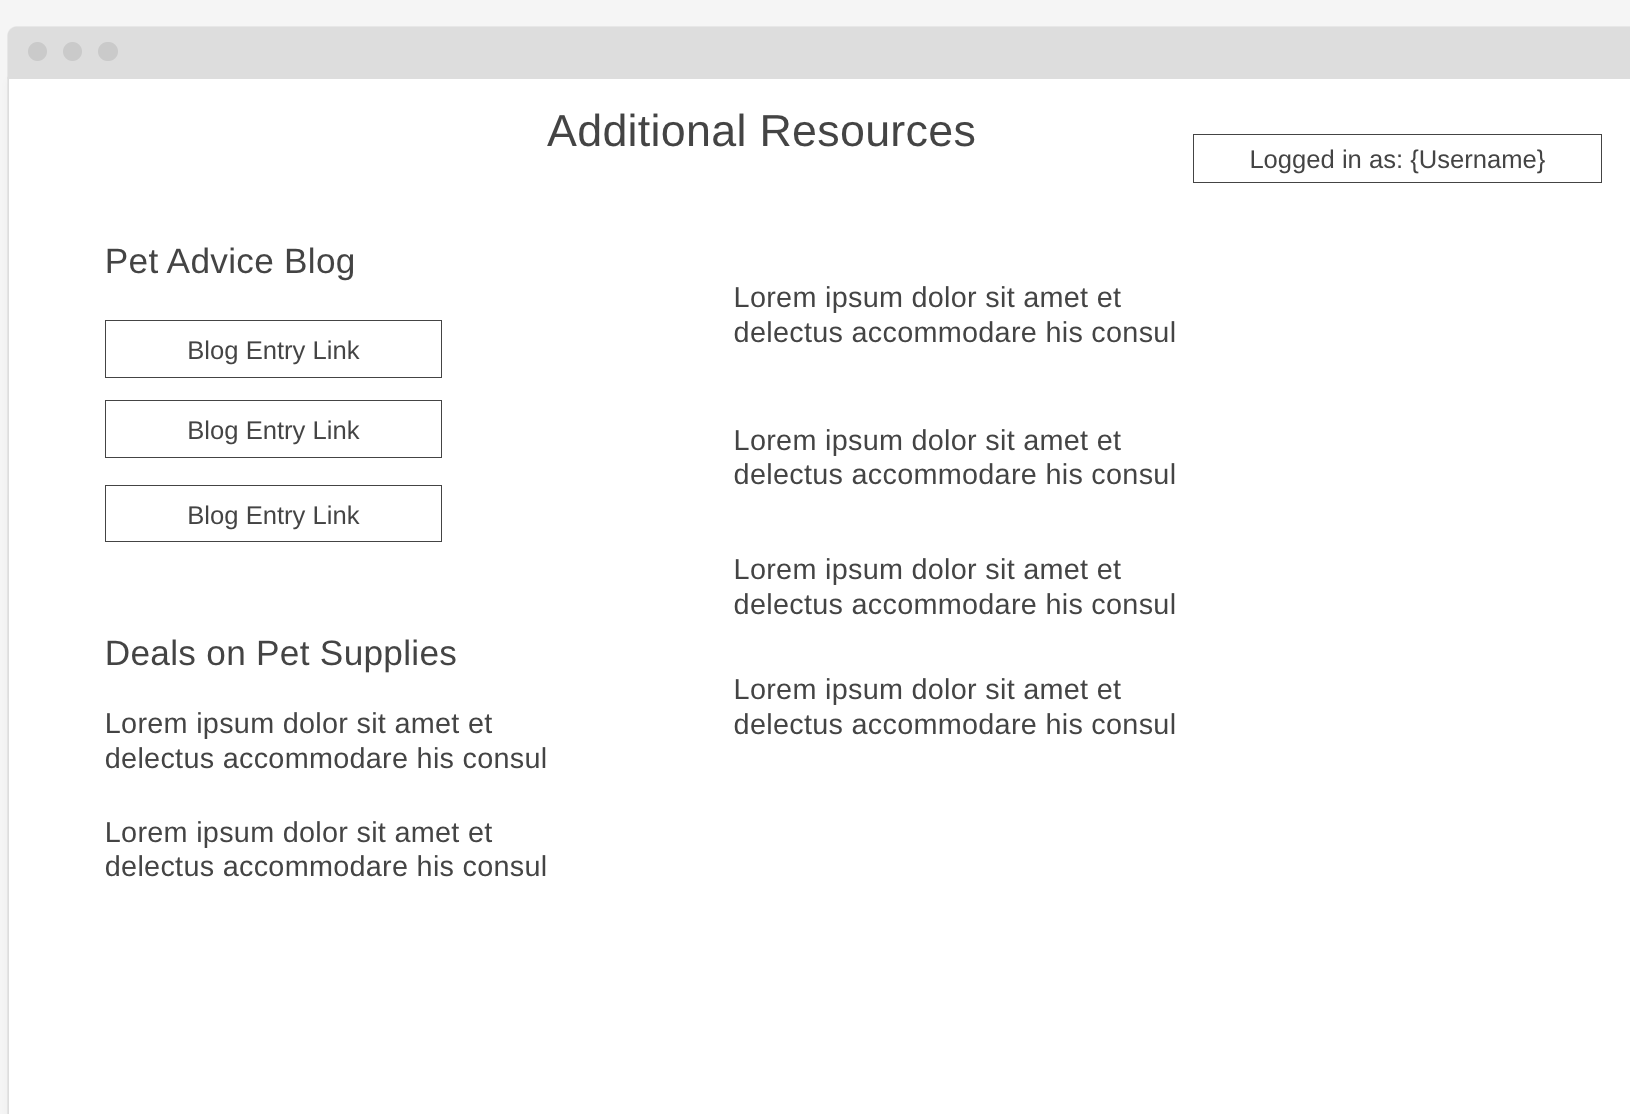 Additional Resources
Logged in as: {Username}
Pet Advice Blog
Blog Entry Link
Blog Entry Link
Blog Entry Link
Deals on Pet Supplies
Lorem ipsum dolor sit amet et
delectus accommodare his consul
Lorem ipsum dolor sit amet et
delectus accommodare his consul
Lorem ipsum dolor sit amet et
delectus accommodare his consul
Lorem ipsum dolor sit amet et
delectus accommodare his consul
Lorem ipsum dolor sit amet et
delectus accommodare his consul
Lorem ipsum dolor sit amet et
delectus accommodare his consul